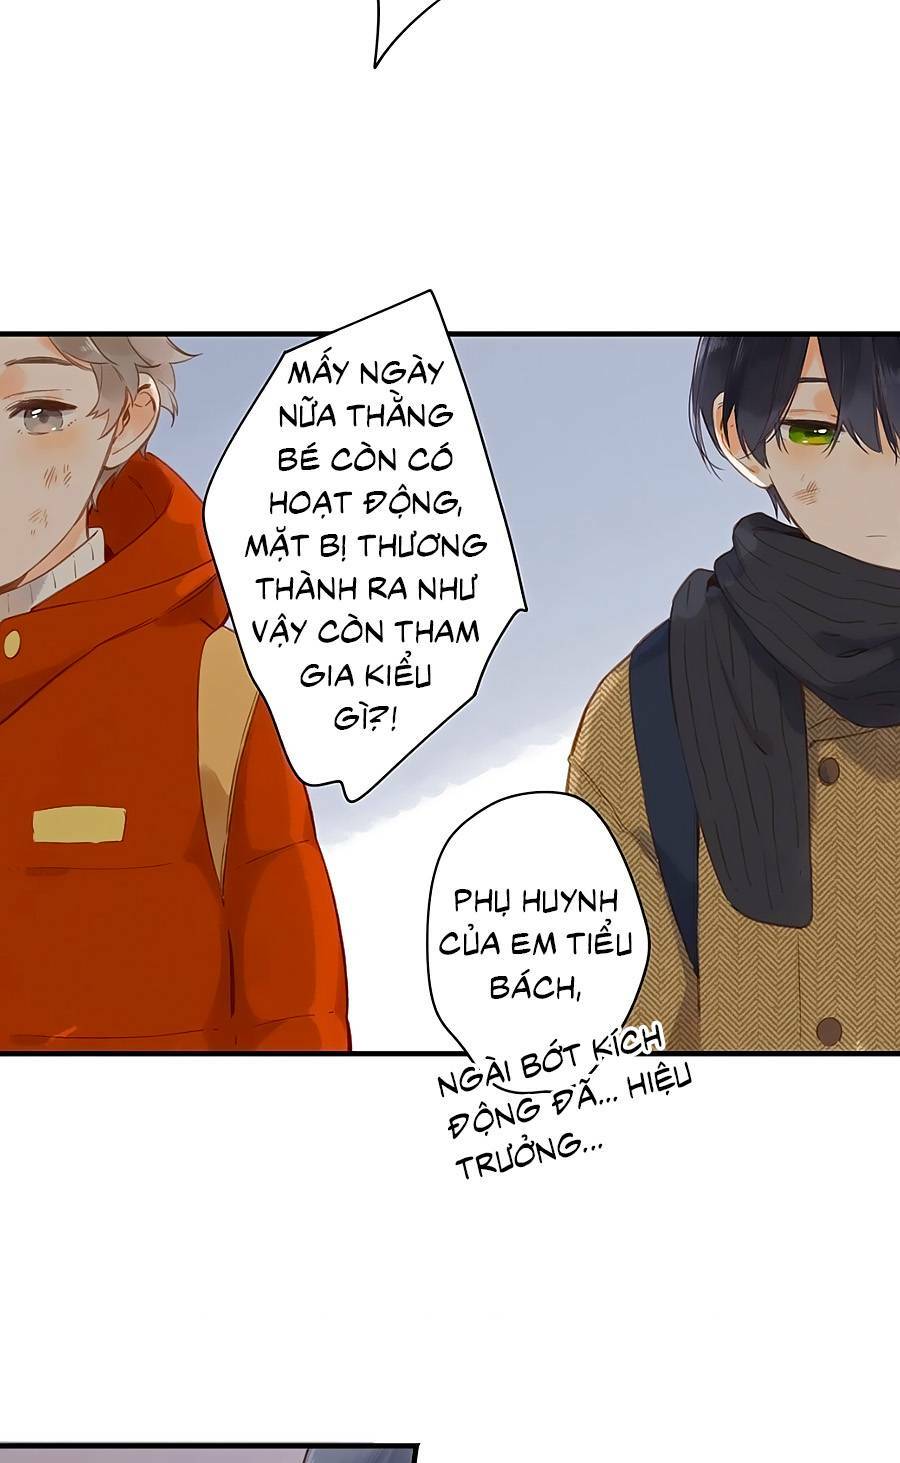 MẤY NGÀY
NỮA THẰNG
BÉ CÒN CÓ
HOẠT ĐỘNG,
MẶT BỊ THƯƠNG
THÀNH RA NHƯ
VẬY CÒN THAM
GIA KIỂU
GÌ?!
PHỤ HUYNH
CỦA EM TIỂU
BÁCH,
NGÀI BỚT KÍCH
ĐỘNG ĐÃ... HIỆU
TRƯỞNG...